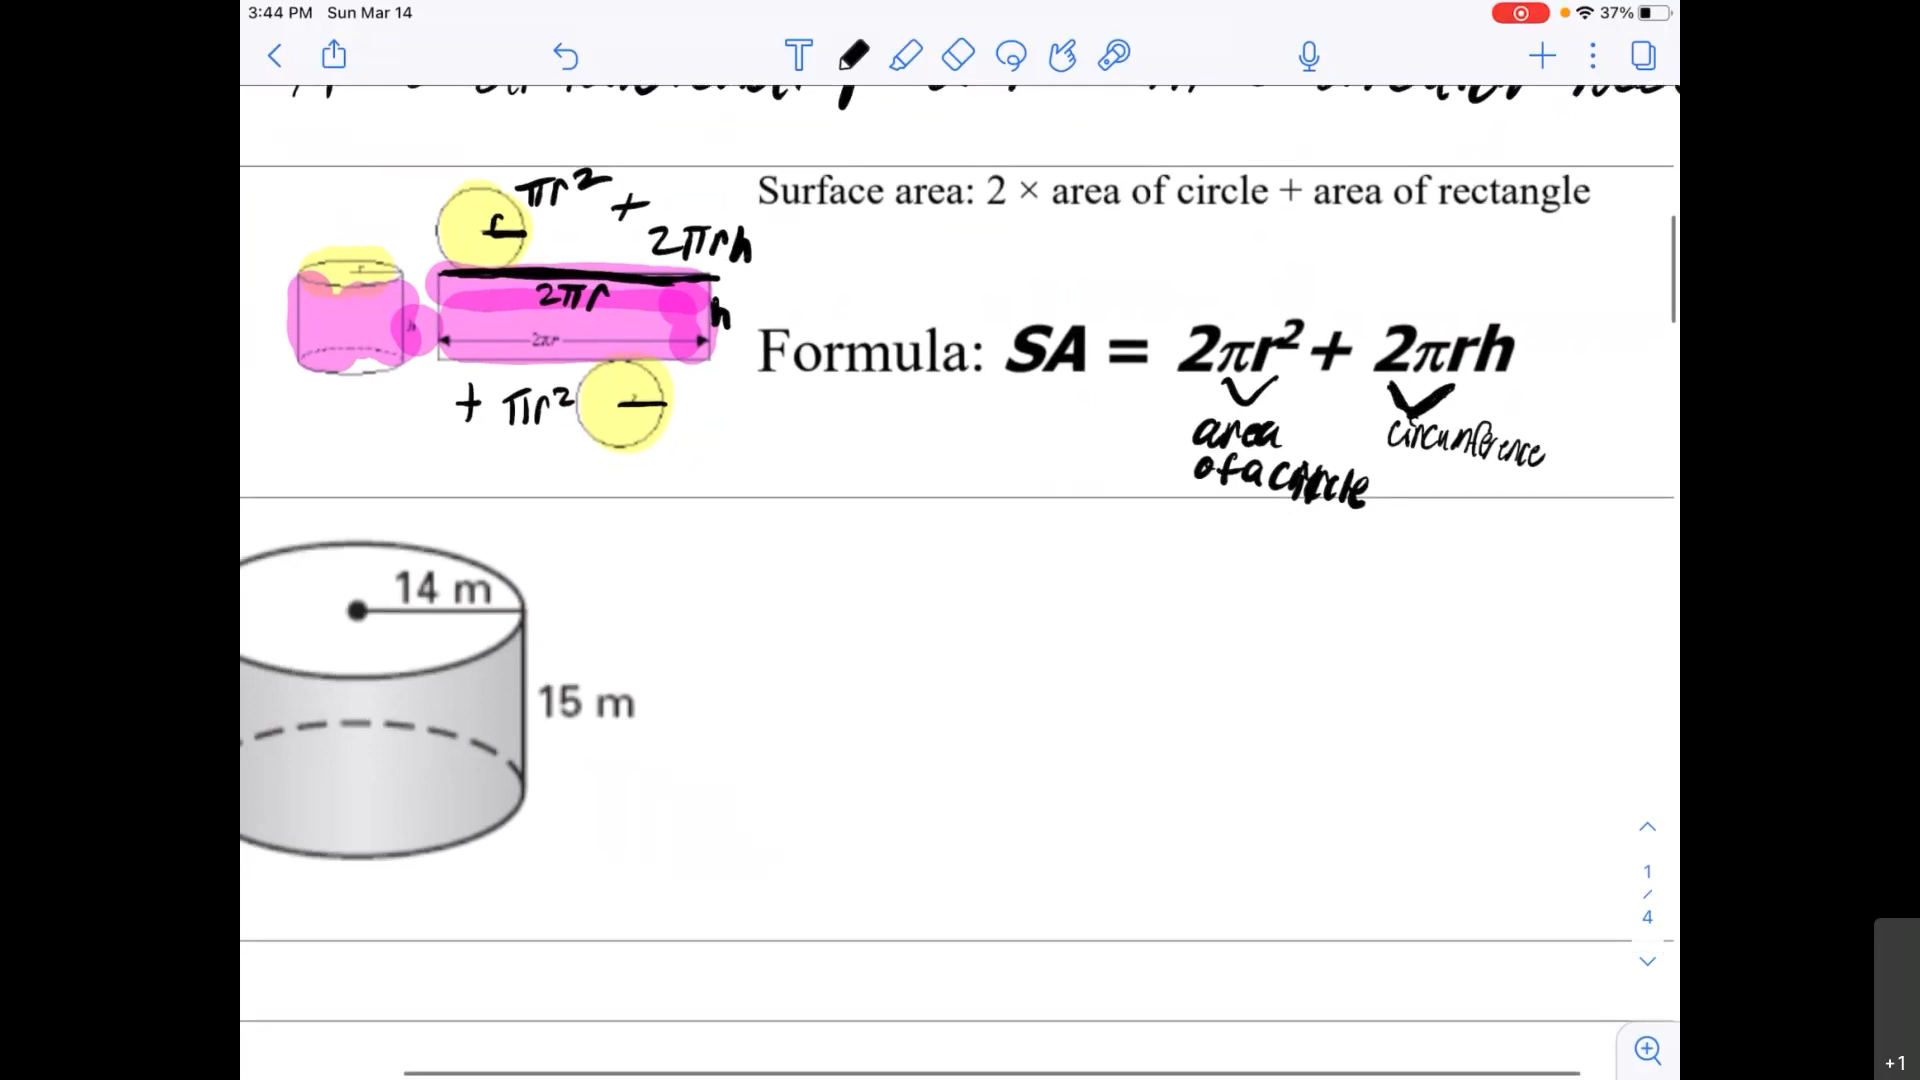 3:44 PM Sun Mar 14
37%
πr² +
2πrh
r
2πr
h
h
2πr
+ πr²
Surface area: 2 × area of circle + area of rectangle
Formula: SA = 2πr² + 2πrh
area
of a circle
circumference
14 m
15 m
1
/
4
+1